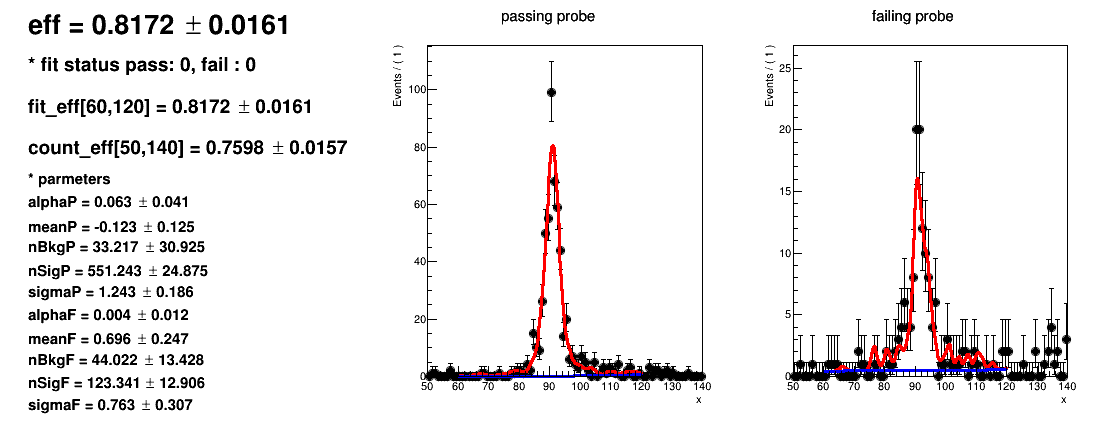 eff = 0.8172 ± 0.0161
* fit status pass: 0, fail : 0
fit_eff[60,120] = 0.8172 ± 0.0161
count_eff[50,140] = 0.7598 ± 0.0157
* parmeters
alphaP = 0.063 ± 0.041
meanP = -0.123 ± 0.125
nBkgP = 33.217 ± 30.925
nSigP = 551.243 ± 24.875
sigmaP = 1.243 ± 0.186
alphaF = 0.004 ± 0.012
meanF = 0.696 ± 0.247
nBkgF = 44.022 ± 13.428
nSigF = 123.341 ± 12.906
sigmaF = 0.763 ± 0.307
passing probe
Events / ( 1 )
100
80
60
40
20
0
50 60 70 80 90 100 110 120 130 140
x
failing probe
Events / ( 1 )
25
20
15
10
5
0
50 60 70 80 90 100 110 120 130 140
x